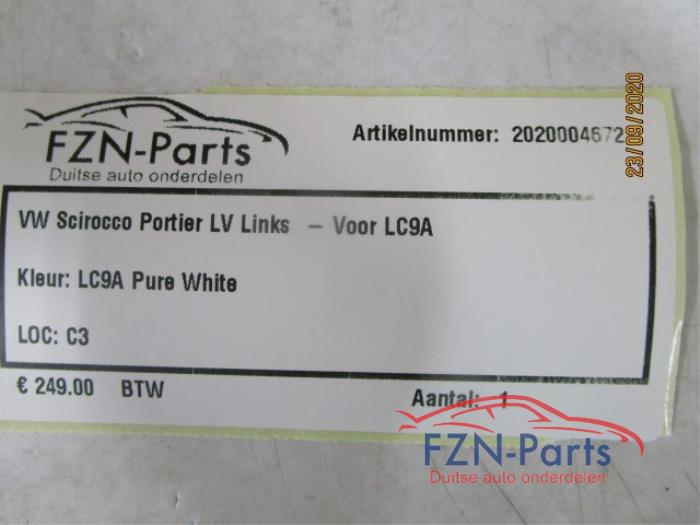 FZN-Parts
Duitse auto onderdelen
Artikelnummer: 2020004672
23/09/2020
VW Scirocco Portier LV Links – Voor LC9A
Kleur: LC9A Pure White
LOC: C3
€ 249.00 BTW
Aantal: 1
FZN-Parts
Duitse auto onderdelen